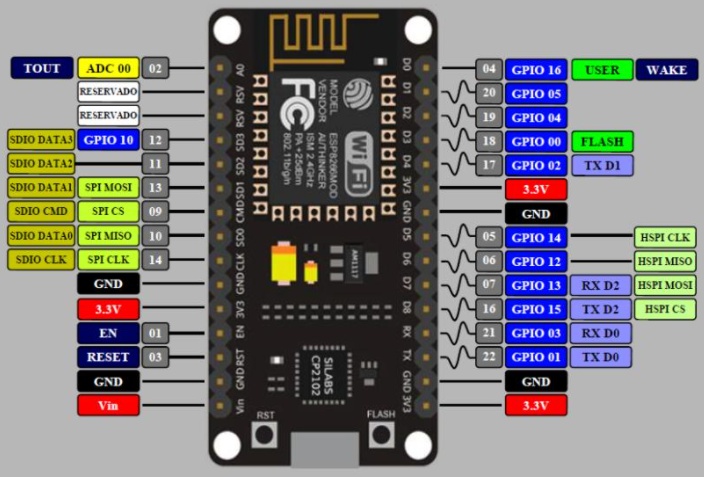 TOUT ADC 00 02 A0 D0 04 GPIO 16 USER WAKE
RESERVADO RSV D1 20 GPIO 05
RESERVADO RSV D2 19 GPIO 04
SDIO DATA3 GPIO 10 12 SD3 D3 18 GPIO 00 FLASH
SDIO DATA2 11 SD2 D4 17 GPIO 02 TX D1
SDIO DATA1 SPI MOSI 13 SD1 3V3 3.3V
SDIO CMD SPI CS 09 CMD GND GND
SDIO DATA0 SPI MISO 10 SD0 D5 05 GPIO 14 HSPI CLK
SDIO CLK SPI CLK 14 CLK D6 06 GPIO 12 HSPI MISO
GND GND D7 07 GPIO 13 RX D2 HSPI MOSI
3.3V 3V3 D8 16 GPIO 15 TX D2 HSPI CS
EN 01 EN RX 21 GPIO 03 RX D0
RESET 03 RST TX 22 GPIO 01 TX D0
GND GND GND GND
Vin Vin 3V3 3.3V
MODEL
VENDOR
ESP8266MOD
AI/THINKER
ISM 2.4GHz
PA +25dBm
802.11b/g/n
FC
Wi Fi
AM1117
SiLABS
CP2102
RST
FLASH